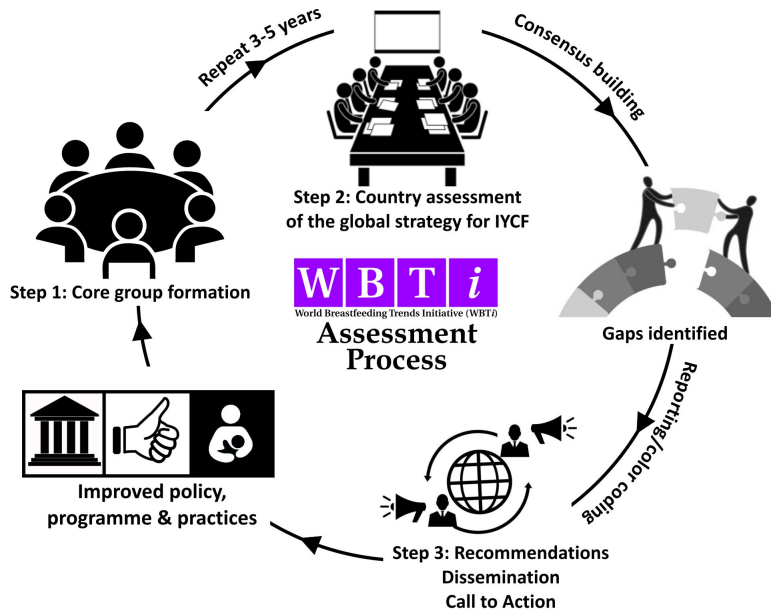 Repeat 3-5 years
Consensus building
Step 1: Core group formation
Step 2: Country assessment
of the global strategy for IYCF
Gaps identified
W B T i
World Breastfeeding Trends Initiative (WBTi)
Assessment
Process
Reporting/color coding
Step 3: Recommendations
Dissemination
Call to Action
Improved policy,
programme & practices